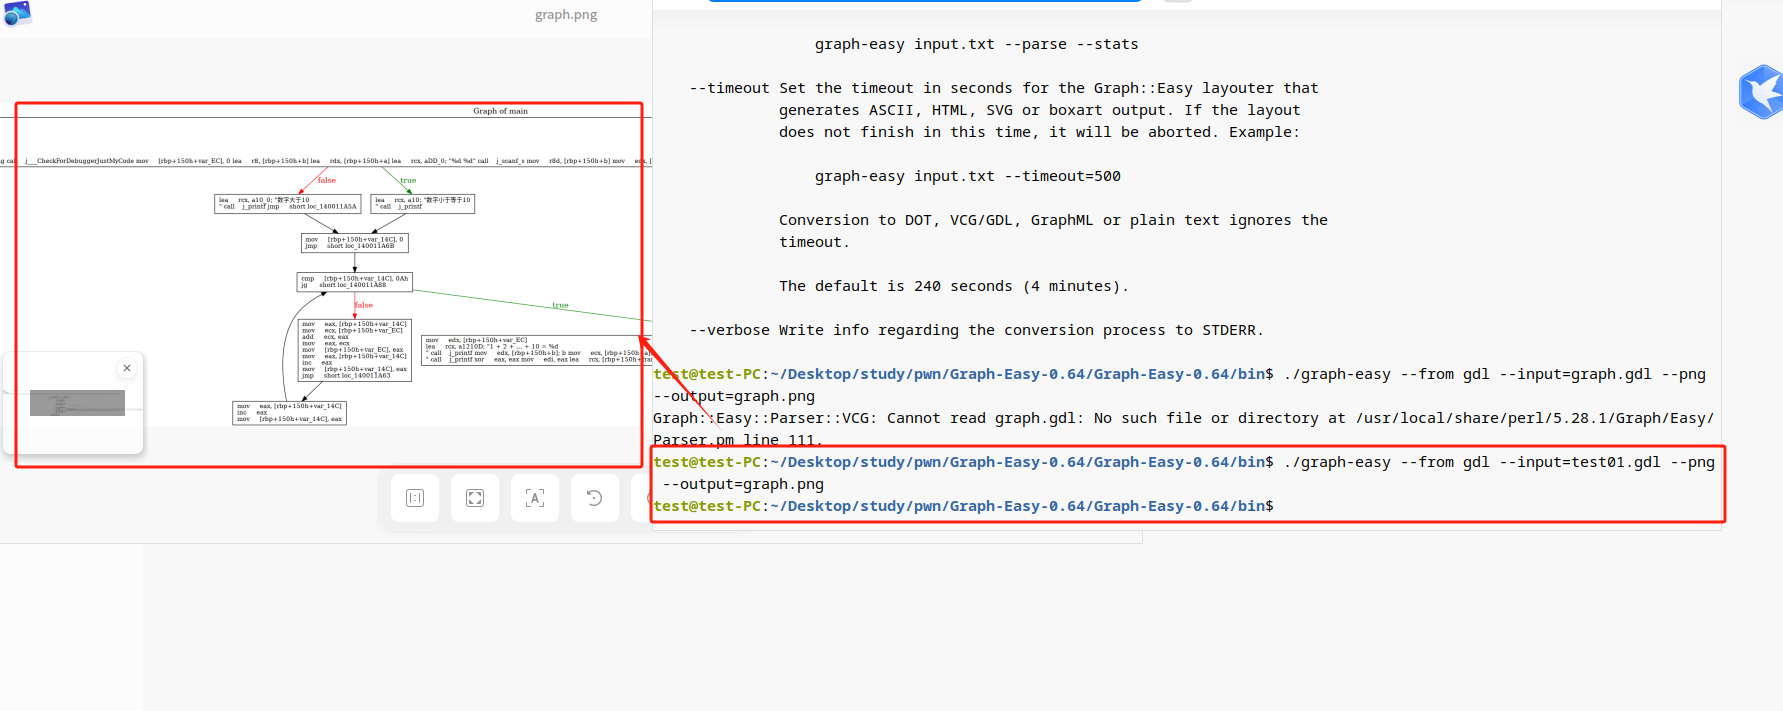 graph.png
Graph of main
g call    j___CheckForDebuggerJustMyCode mov    [rbp+150h+var_EC], 0 lea    r8, [rbp+b] lea    rdx, [rbp+a] lea    rcx, aDD_0; "%d %d" call    j_scanf_s mov    r8d, [rbp+150h+b] mov
false
true
lea    rcx, a10_0; "数字大于10
" call    j_printf jmp    short loc_140011A5A
lea    rcx, a10; "数字小于等于10
" call    j_printf
mov    [rbp+150h+var_14C], 0
jmp    short loc_140011A6B
cmp    [rbp+150h+var_14C], 0Ah
jg    short loc_140011A88
false
true
mov    eax, [rbp+150h+var_14C]
mov    ecx, [rbp+150h+var_EC]
add    ecx, eax
mov    eax, ecx
mov    [rbp+150h+var_EC], eax
mov    eax, [rbp+150h+var_14C]
inc    eax
mov    [rbp+150h+var_14C], eax
jmp    short loc_140011A63
mov    edx, [rbp+150h+var_EC]
lea    rcx, a1210D; "1 + 2 + ... + 10 = %d
" call    j_printf mov    edx, [rbp+150h+b]; b mov    ecx, [rbp+150h+a]
" call    j_printf xor    eax, eax mov    edi, eax lea    rcx, [rbp+150h+
mov    eax, [rbp+150h+var_14C]
inc    eax
mov    [rbp+150h+var_14C], eax
graph-easy input.txt --parse --stats
--timeout Set the timeout in seconds for the Graph::Easy layouter that
generates ASCII, HTML, SVG or boxart output. If the layout
does not finish in this time, it will be aborted. Example:
graph-easy input.txt --timeout=500
Conversion to DOT, VCG/GDL, GraphML or plain text ignores the
timeout.
The default is 240 seconds (4 minutes).
--verbose Write info regarding the conversion process to STDERR.
test@test-PC:~/Desktop/study/pwn/Graph-Easy-0.64/Graph-Easy-0.64/bin$ ./graph-easy --from gdl --input=graph.gdl --png
--output=graph.png
Graph::Easy::Parser::VCG: Cannot read graph.gdl: No such file or directory at /usr/local/share/perl/5.28.1/Graph/Easy/
Parser.pm line 111.
test@test-PC:~/Desktop/study/pwn/Graph-Easy-0.64/Graph-Easy-0.64/bin$ ./graph-easy --from gdl --input=test01.gdl --png
--output=graph.png
test@test-PC:~/Desktop/study/pwn/Graph-Easy-0.64/Graph-Easy-0.64/bin$